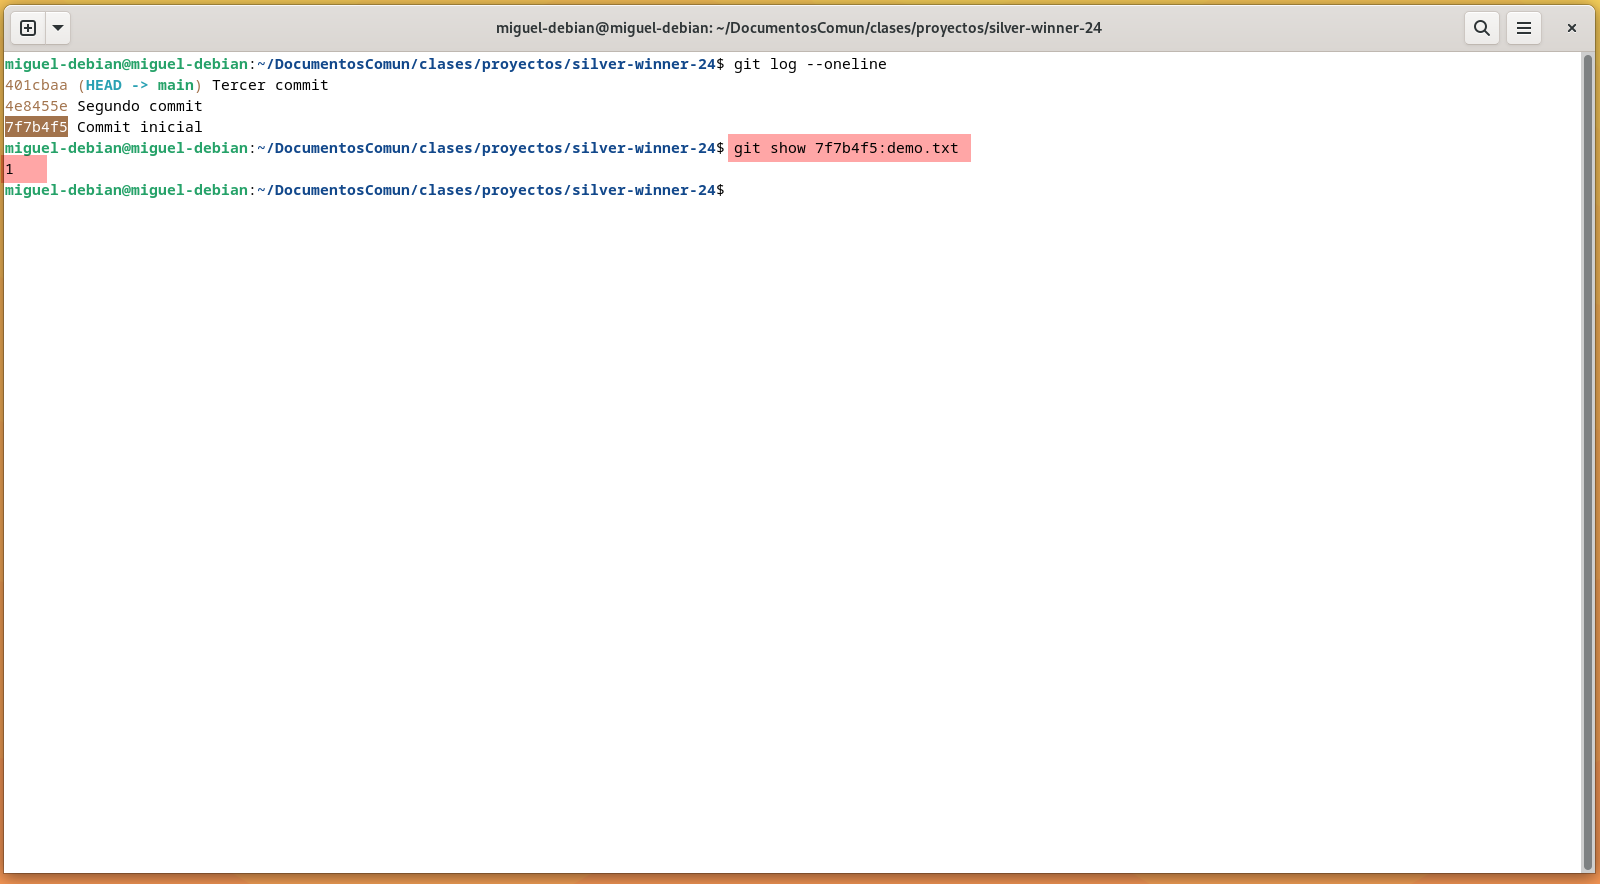 miguel-debian@miguel-debian: ~/DocumentosComun/clases/proyectos/silver-winner-24
miguel-debian@miguel-debian:~/DocumentosComun/clases/proyectos/silver-winner-24$ git log --oneline
401cbaa (HEAD -> main) Tercer commit
4e8455e Segundo commit
7f7b4f5 Commit inicial
miguel-debian@miguel-debian:~/DocumentosComun/clases/proyectos/silver-winner-24$ git show 7f7b4f5:demo.txt
1
miguel-debian@miguel-debian:~/DocumentosComun/clases/proyectos/silver-winner-24$